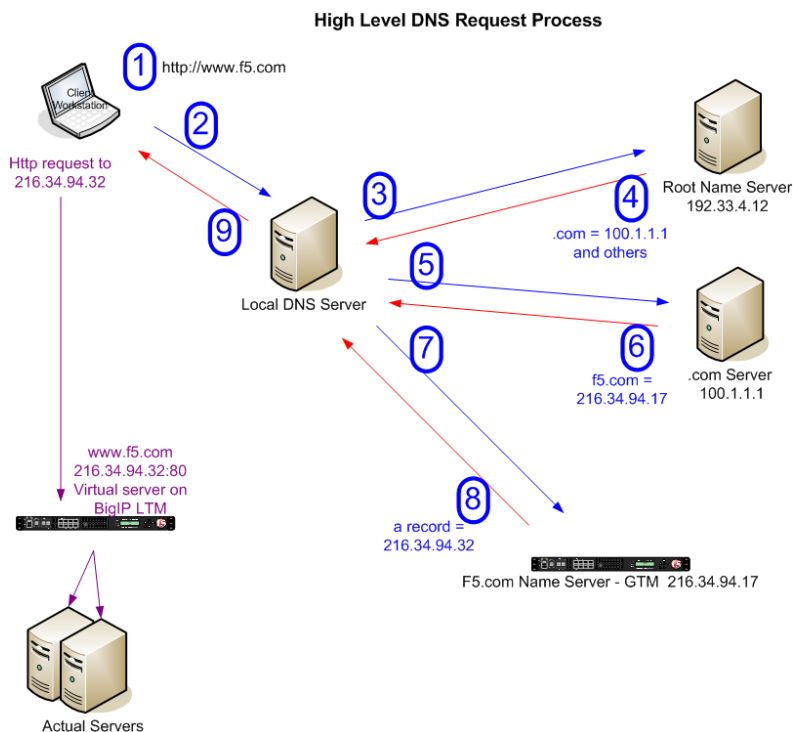 High Level DNS Request Process
1
http://www.f5.com
Client
Workstation
2
Http request to
216.34.94.32
3
4
Root Name Server
192.33.4.12
.com = 100.1.1.1
and others
9
Local DNS Server
5
6
.com Server
100.1.1.1
f5.com =
216.34.94.17
7
www.f5.com
216.34.94.32:80
Virtual server on
BigIP LTM
8
a record =
216.34.94.32
f5
f5
F5.com Name Server - GTM 216.34.94.17
Actual Servers